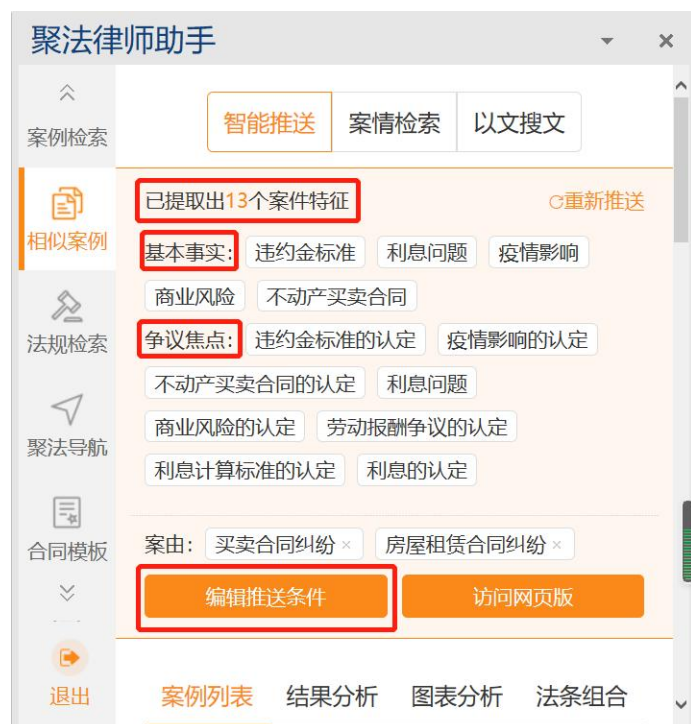 聚法律师助手
案例检索
相似案例
法规检索
聚法导航
合同模板
退出
智能推送 案情检索 以文搜文
已提取出13个案件特征 重新推送
基本事实: 违约金标准 利息问题 疫情影响
商业风险 不动产买卖合同
争议焦点: 违约金标准的认定 疫情影响的认定
不动产买卖合同的认定 利息问题
商业风险的认定 劳动报酬争议的认定
利息计算标准的认定 利息的认定
案由: 买卖合同纠纷 × 房屋租赁合同纠纷 ×
编辑推送条件 访问网页版
案例列表 结果分析 图表分析 法条组合